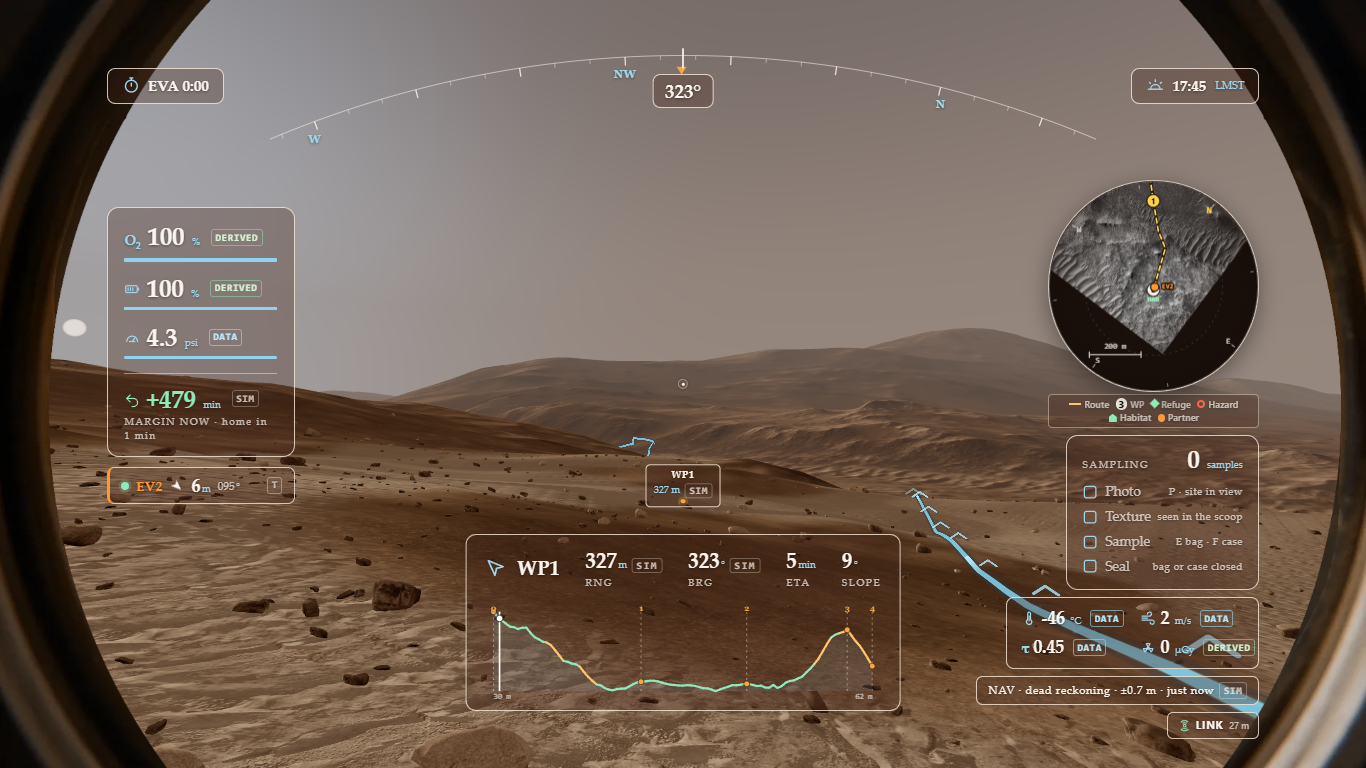 EVA 0:00
W
NW
323°
N
17:45 LMST
O2 100 % DERIVED
100 % DERIVED
4.3 psi DATA
+479 min SIM
MARGIN NOW · home in
1 min
EV2 6 m 095° T
1
N
W
EV2
HAB
200 m
S
E
Route 3 WP Refuge Hazard
Habitat Partner
WP1
327 m SIM
SAMPLING 0 samples
Photo P · site in view
Texture seen in the scoop
Sample E bag · F case
Seal bag or case closed
WP1 327 m SIM 323° SIM 5 min 9°
RNG BRG ETA SLOPE
0 1 2 3 4
30 m 62 m
-46 °C DATA 2 m/s DATA
τ 0.45 DATA 0 μGy DERIVED
NAV · dead reckoning · ±0.7 m · just now SIM
LINK 27 m